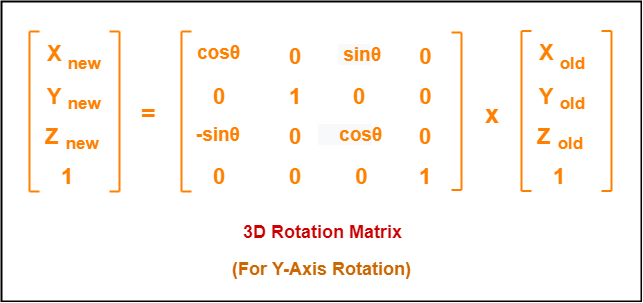 X new cosθ 0 sinθ 0 X old
Y new = 0 1 0 0 x Y old
Z new -sinθ 0 cosθ 0 Z old
1 0 0 0 1 1
3D Rotation Matrix
(For Y-Axis Rotation)